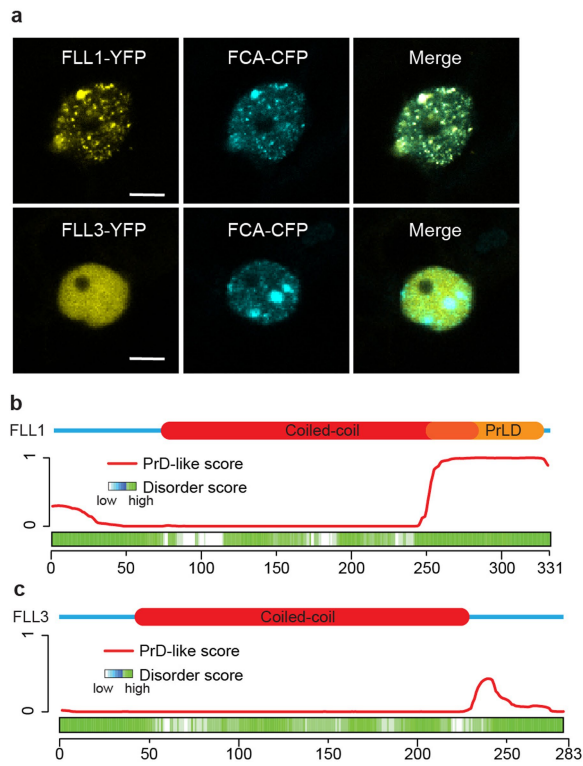 a
FLL1-YFP FCA-CFP Merge
FLL3-YFP FCA-CFP Merge
b
FLL1 Coiled-coil PrLD
1
PrD-like score
Disorder score
low high
0
0 50 100 150 200 250 300 331
c
FLL3 Coiled-coil
1
PrD-like score
Disorder score
low high
0
0 50 100 150 200 250 283